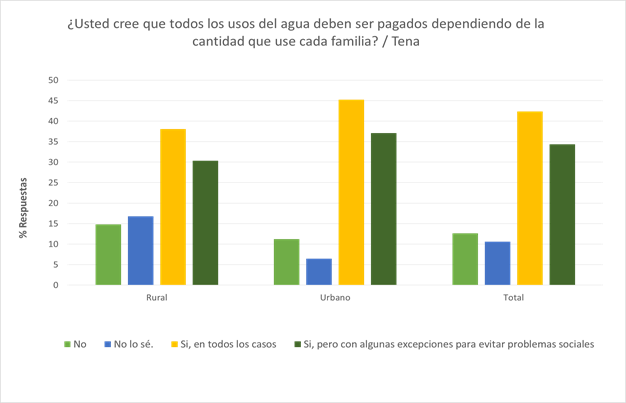 ¿Usted cree que todos los usos del agua deben ser pagados dependiendo de la
cantidad que use cada familia? / Tena
% Respuestas
50
45
40
35
30
25
20
15
10
5
0
Rural Urbano Total
No No lo sé. Si, en todos los casos Si, pero con algunas excepciones para evitar problemas sociales